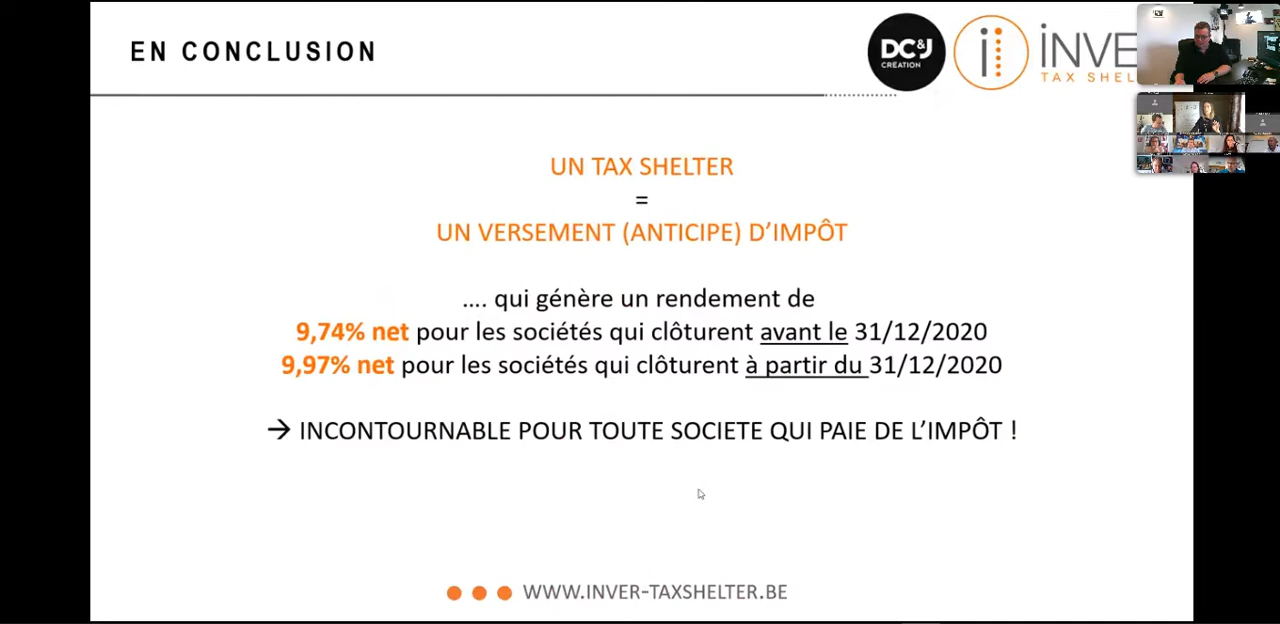 EN CONCLUSION
DC&J
CREATION
INVE
TAX SHEL
UN TAX SHELTER
=
UN VERSEMENT (ANTICIPE) D’IMPÔT
…. qui génère un rendement de
9,74% net pour les sociétés qui clôturent avant le 31/12/2020
9,97% net pour les sociétés qui clôturent à partir du 31/12/2020
→ INCONTOURNABLE POUR TOUTE SOCIETE QUI PAIE DE L’IMPÔT !
WWW.INVER-TAXSHELTER.BE